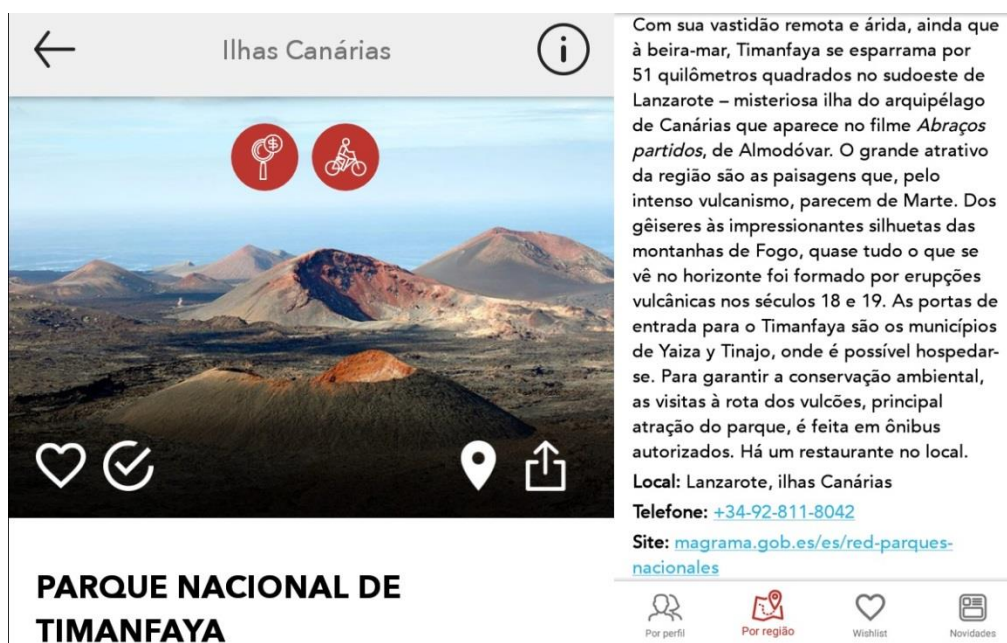 Ilhas Canárias
PARQUE NACIONAL DE
TIMANFAYA
Com sua vastidão remota e árida, ainda que
à beira-mar, Timanfaya se esparrama por
51 quilômetros quadrados no sudoeste de
Lanzarote – misteriosa ilha do arquipélago
de Canárias que aparece no filme Abraços
partidos, de Almodóvar. O grande atrativo
da região são as paisagens que, pelo
intenso vulcanismo, parecem de Marte. Dos
gêiseres às impressionantes silhuetas das
montanhas de Fogo, quase tudo o que se
vê no horizonte foi formado por erupções
vulcânicas nos séculos 18 e 19. As portas de
entrada para o Timanfaya são os municípios
de Yaiza y Tinajo, onde é possível hospedar-
se. Para garantir a conservação ambiental,
as visitas à rota dos vulcões, principal
atração do parque, é feita em ônibus
autorizados. Há um restaurante no local.
Local: Lanzarote, ilhas Canárias
Telefone: +34-92-811-8042
Site: magrama.gob.es/es/red-parques-
nacionales
Por perfil
Por região
Wishlist
Novidades